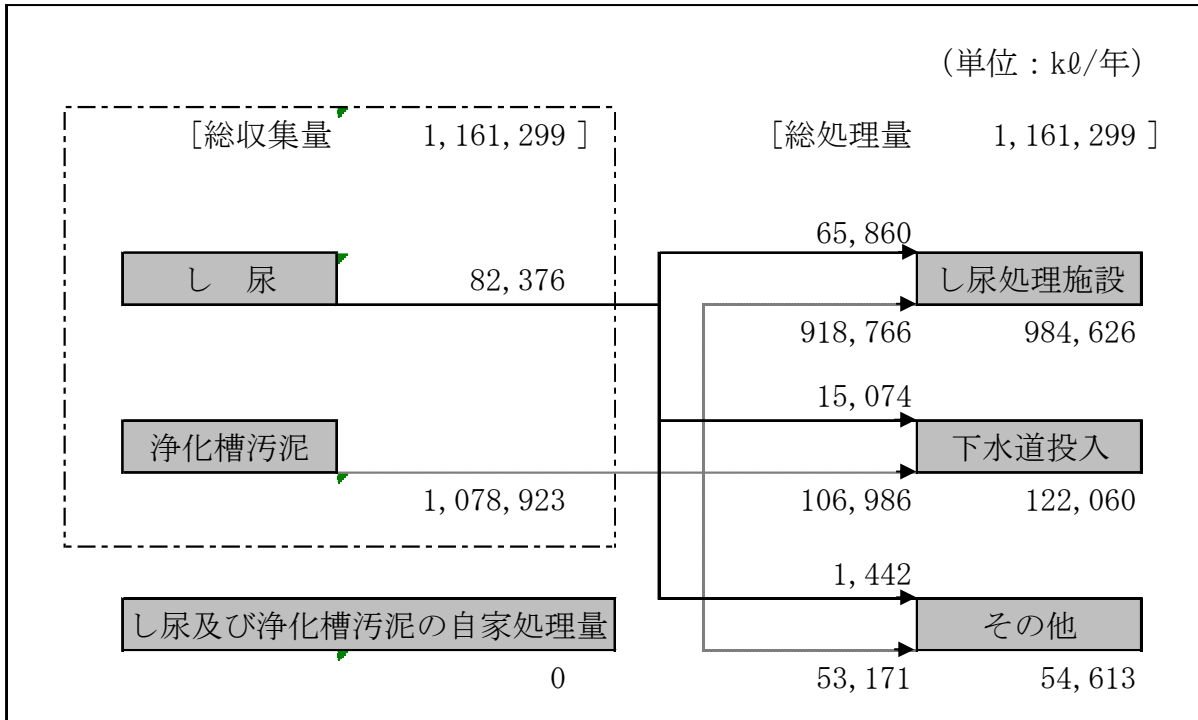 (単位：kℓ/年)
[総収集量 1,161,299 ]
[総処理量 1,161,299 ]
65,860
し 尿 82,376
し尿処理施設
918,766 984,626
15,074
浄化槽汚泥
下水道投入
1,078,923
106,986 122,060
1,442
し尿及び浄化槽汚泥の自家処理量
その他
0
53,171 54,613